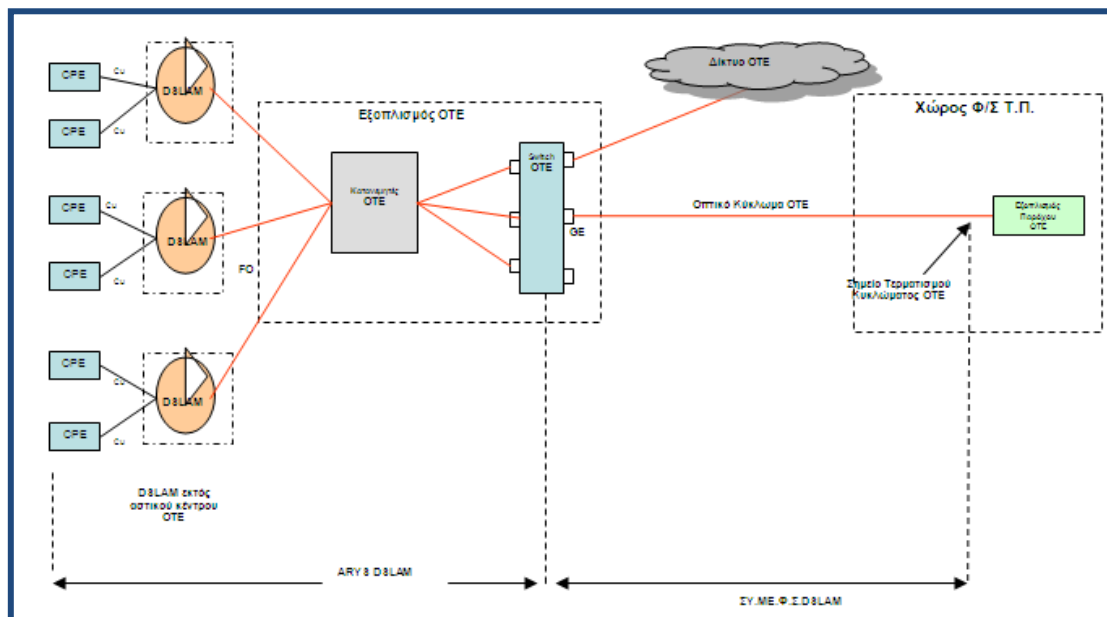 CPE
Cu
DSLAM
CPE
Cu
CPE
Cu
DSLAM
CPE
Cu
CPE
Cu
DSLAM
CPE
Cu
DSLAM εκτός
αστικού κέντρου
ΟΤΕ
FO
Εξοπλισμός ΟΤΕ
Κατανεμητές
ΟΤΕ
Switch
ΟΤΕ
GE
Δίκτυο ΟΤΕ
Οπτικό Κύκλωμα ΟΤΕ
Χώρος Φ/Σ Τ.Π.
Εξοπλισμός
Παρόχου
ΟΤΕ
Σημείο Τερματισμού
Κυκλώματος ΟΤΕ
ΑRΥS DSLAM
ΣΥ.ΜΕ.Φ.Σ.DSLAM